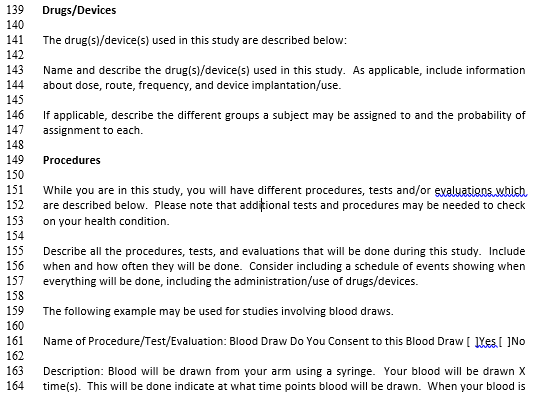 139 Drugs/Devices
140
141 The drug(s)/device(s) used in this study are described below:
142
143 Name and describe the drug(s)/device(s) used in this study. As applicable, include information
144 about dose, route, frequency, and device implantation/use.
145
146 If applicable, describe the different groups a subject may be assigned to and the probability of
147 assignment to each.
148
149 Procedures
150
151 While you are in this study, you will have different procedures, tests and/or evaluations which
152 are described below. Please note that additional tests and procedures may be needed to check
153 on your health condition.
154
155 Describe all the procedures, tests, and evaluations that will be done during this study. Include
156 when and how often they will be done. Consider including a schedule of events showing when
157 everything will be done, including the administration/use of drugs/devices.
158
159 The following example may be used for studies involving blood draws.
160
161 Name of Procedure/Test/Evaluation: Blood Draw Do You Consent to this Blood Draw [ ]Yes [ ]No
162
163 Description: Blood will be drawn from your arm using a syringe. Your blood will be drawn X
164 time(s). This will be done indicate at what time points blood will be drawn. When your blood is